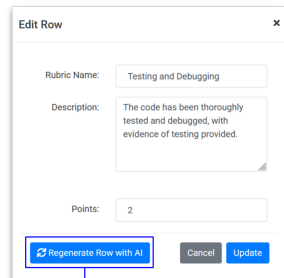 Edit Row ×
Rubric Name: Testing and Debugging
Description: The code has been thoroughly
tested and debugged, with
evidence of testing provided.
Points: 2
Regenerate Row with AI Cancel Update